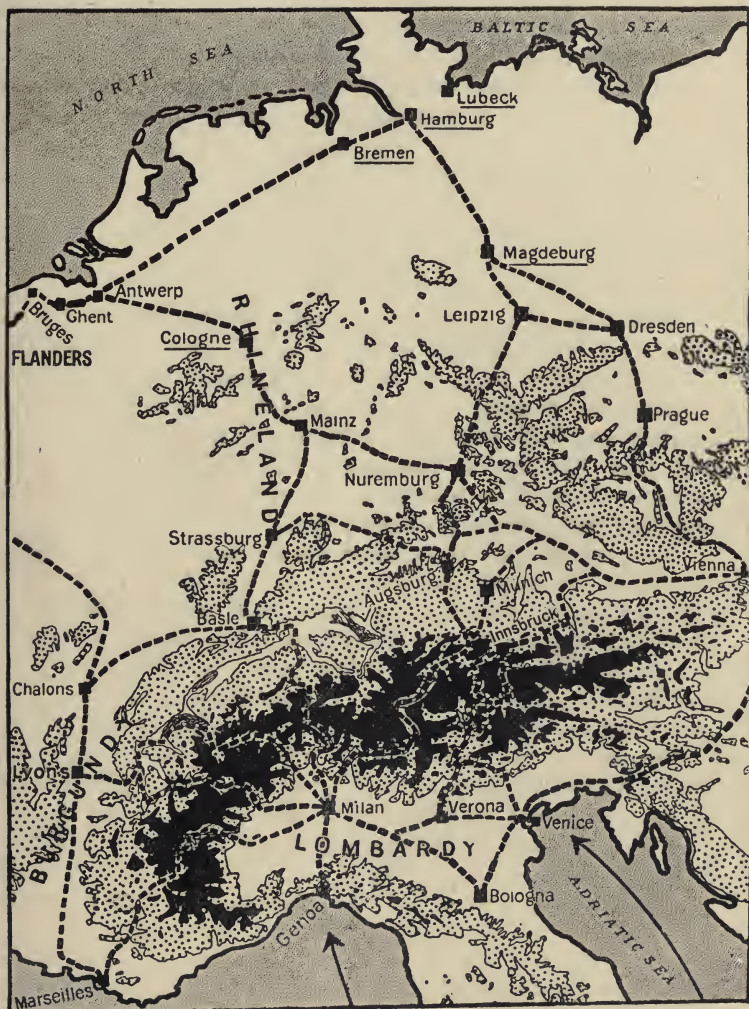 BALTIC SEA
NORTH SEA
Lubeck
Hamburg
Bremen
Magdeburg
Antwerp
Bruges
Ghent
FLANDERS
RHINELAND
Leipzig
Dresden
Cologne
Prague
Mainz
Nuremburg
Strassburg
Vienna
Augsburg
Munich
Basle
Innsbruck
Chalons
Lyons
BURGUNDY
Milan
Verona
Venice
LOMBARDY
Bologna
Genoa
ADRIATIC SEA
Marseilles